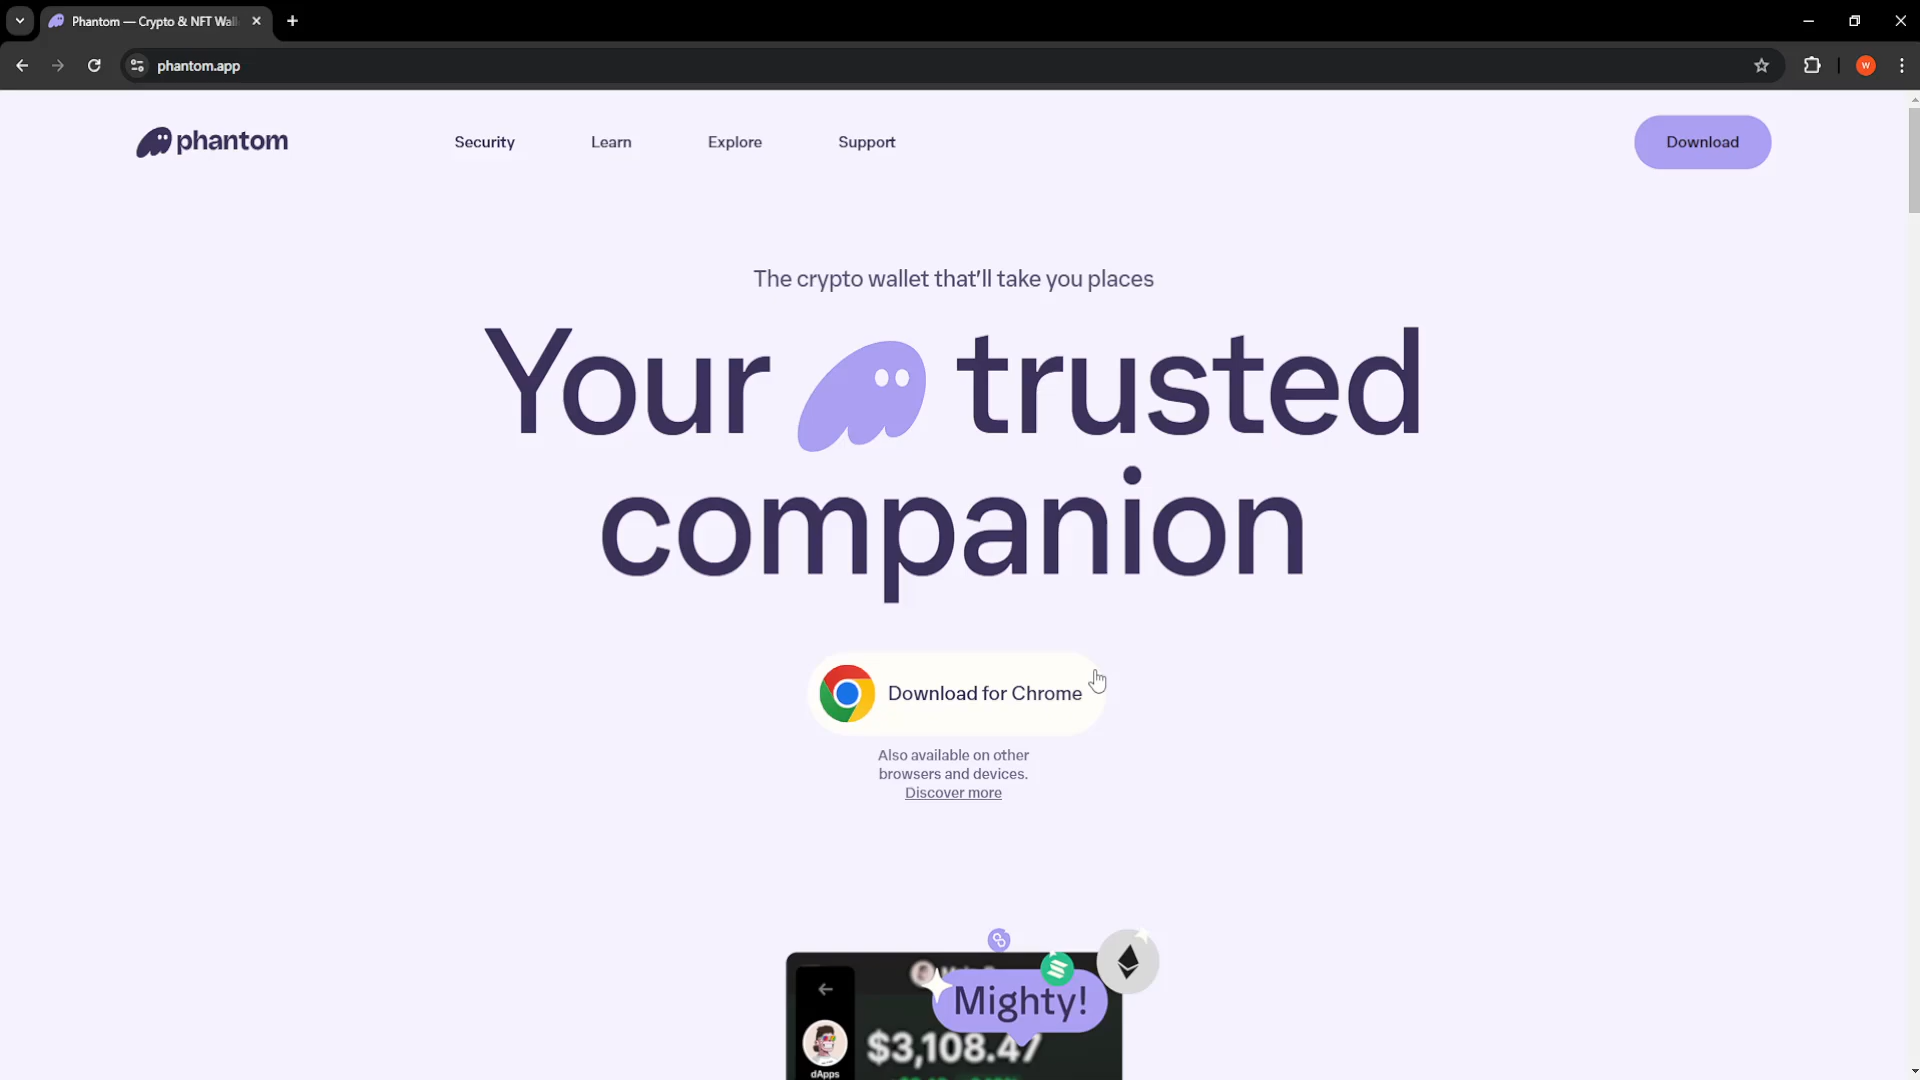 Phantom — Crypto & NFT Wall
phantom.app
W
phantom
Security
Learn
Explore
Support
Download
The crypto wallet that'll take you places
Your trusted
companion
Download for Chrome
Also available on other
browsers and devices.
Discover more
Mighty!
$3,108.47
dApps